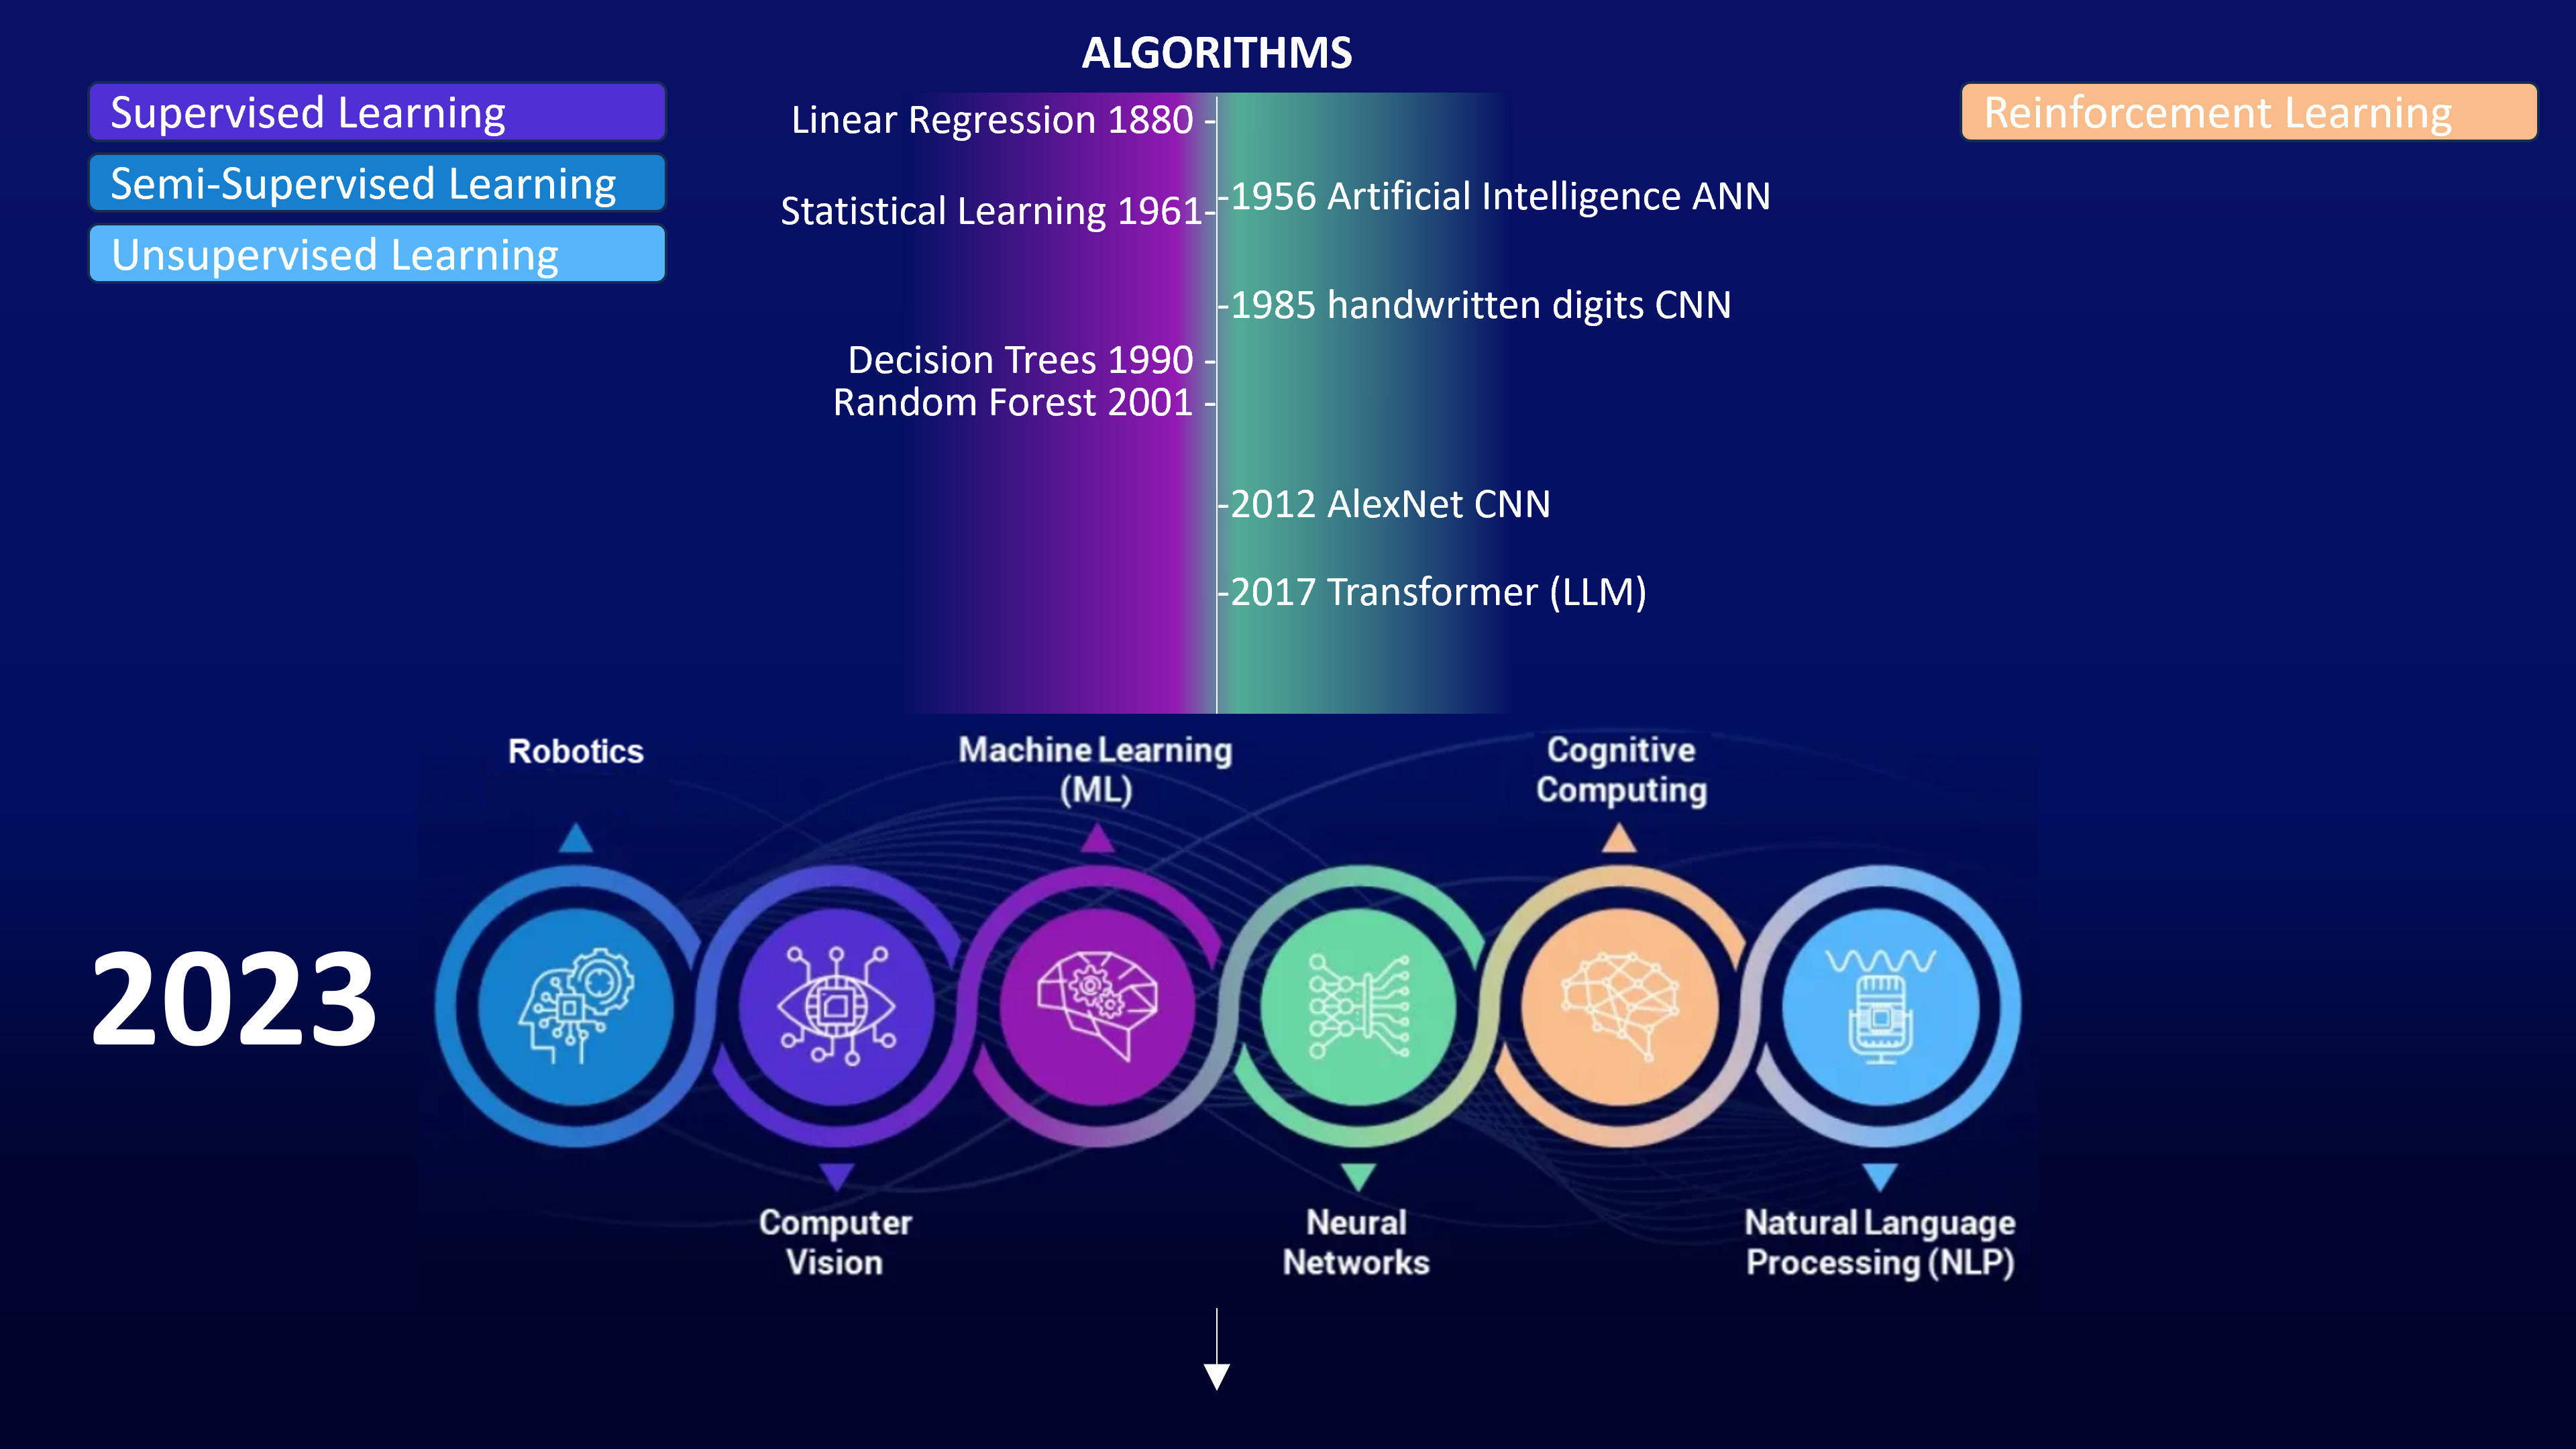 ALGORITHMS
Supervised Learning
Semi-Supervised Learning
Unsupervised Learning
Reinforcement Learning
Linear Regression 1880 -
-1956 Artificial Intelligence ANN
Statistical Learning 1961-
-1985 handwritten digits CNN
Decision Trees 1990 -
Random Forest 2001 -
-2012 AlexNet CNN
-2017 Transformer (LLM)
Robotics
Machine Learning
(ML)
Cognitive
Computing
2023
Computer
Vision
Neural
Networks
Natural Language
Processing (NLP)